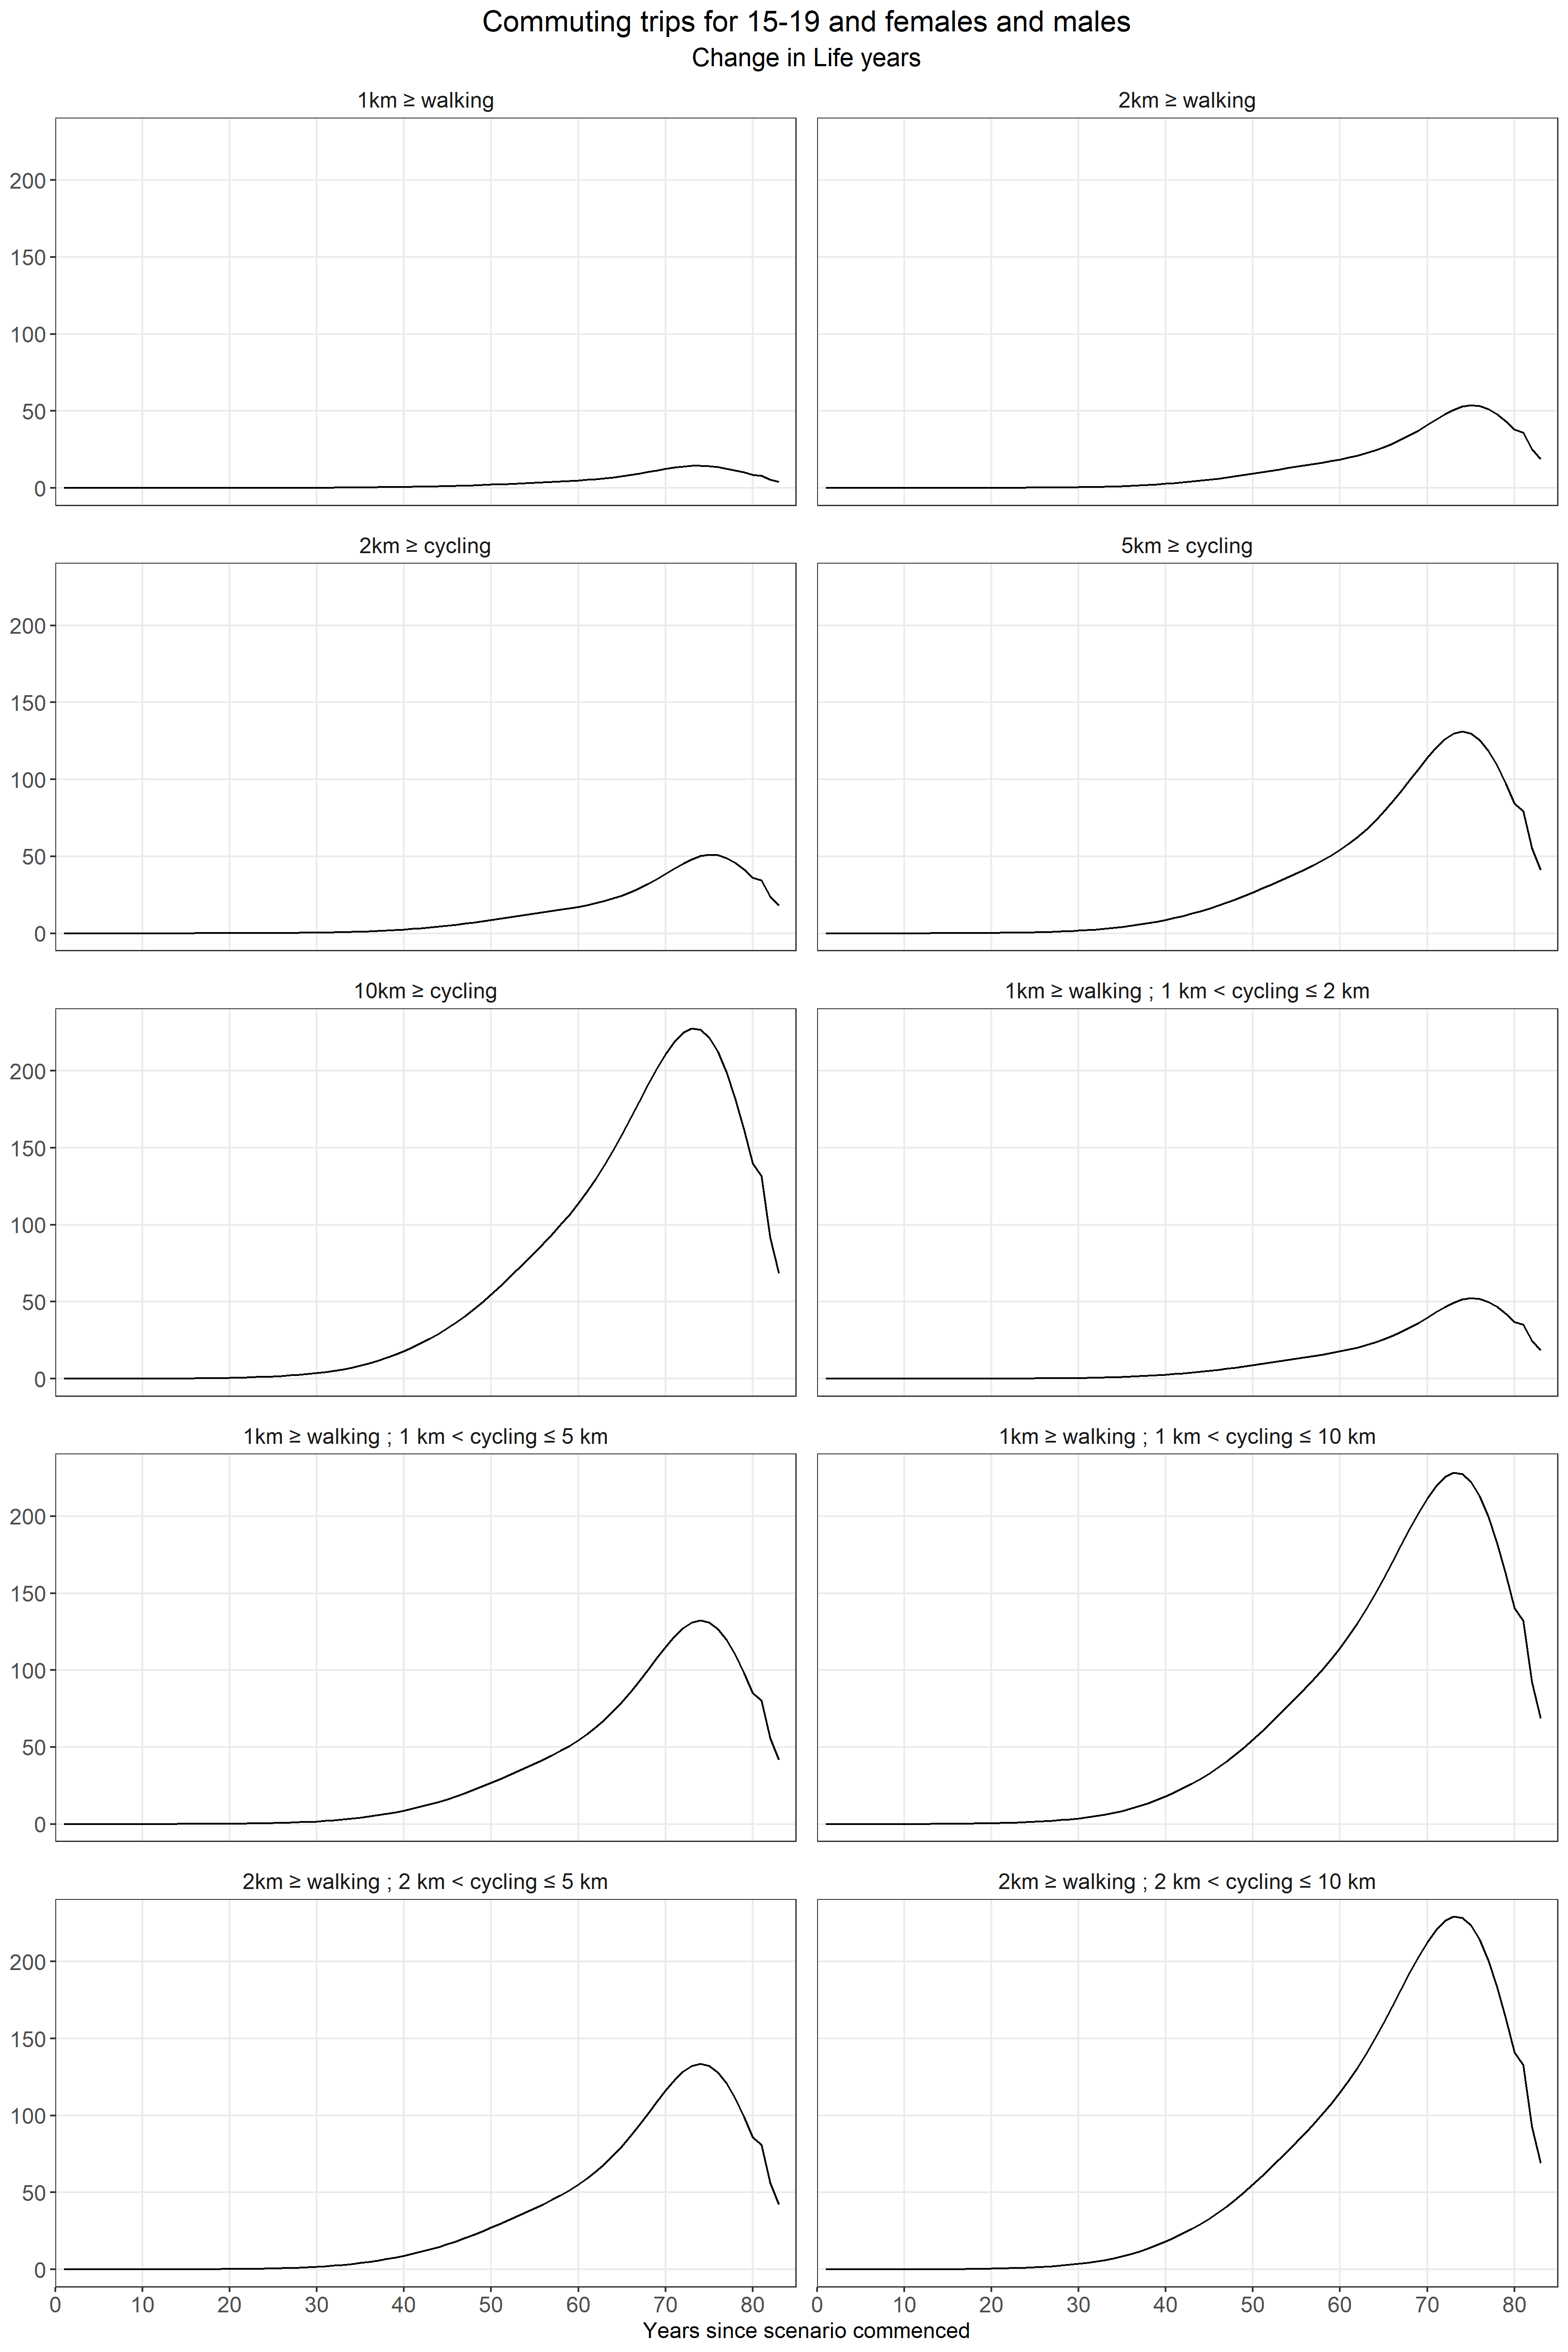 Commuting trips for 15-19 and females and males
Change in Life years
1km ≥ walking
2km ≥ walking
200
150
100
50
0
2km ≥ cycling
5km ≥ cycling
200
150
100
50
0
10km ≥ cycling
1km ≥ walking ; 1 km < cycling ≤ 2 km
200
150
100
50
0
1km ≥ walking ; 1 km < cycling ≤ 5 km
1km ≥ walking ; 1 km < cycling ≤ 10 km
200
150
100
50
0
2km ≥ walking ; 2 km < cycling ≤ 5 km
2km ≥ walking ; 2 km < cycling ≤ 10 km
200
150
100
50
0
0 10 20 30 40 50 60 70 80
0 10 20 30 40 50 60 70 80
Years since scenario commenced